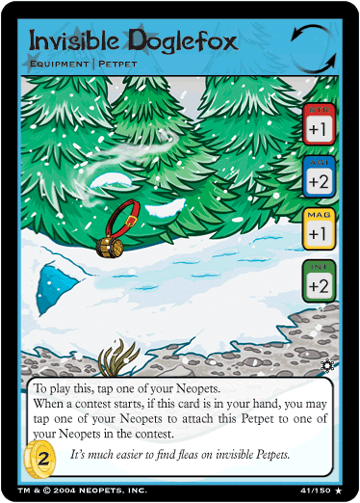 Invisible Doglefox
Equipment | Petpet
STR
+1
AGI
+2
MAG
+1
INT
+2
To play this, tap one of your Neopets.
When a contest starts, if this card is in your hand, you may
tap one of your Neopets to attach this Petpet to one of
your Neopets in the contest.
It's much easier to find fleas on invisible Petpets.
2
TM & © 2004 NEOPETS, INC.
41/150 ★